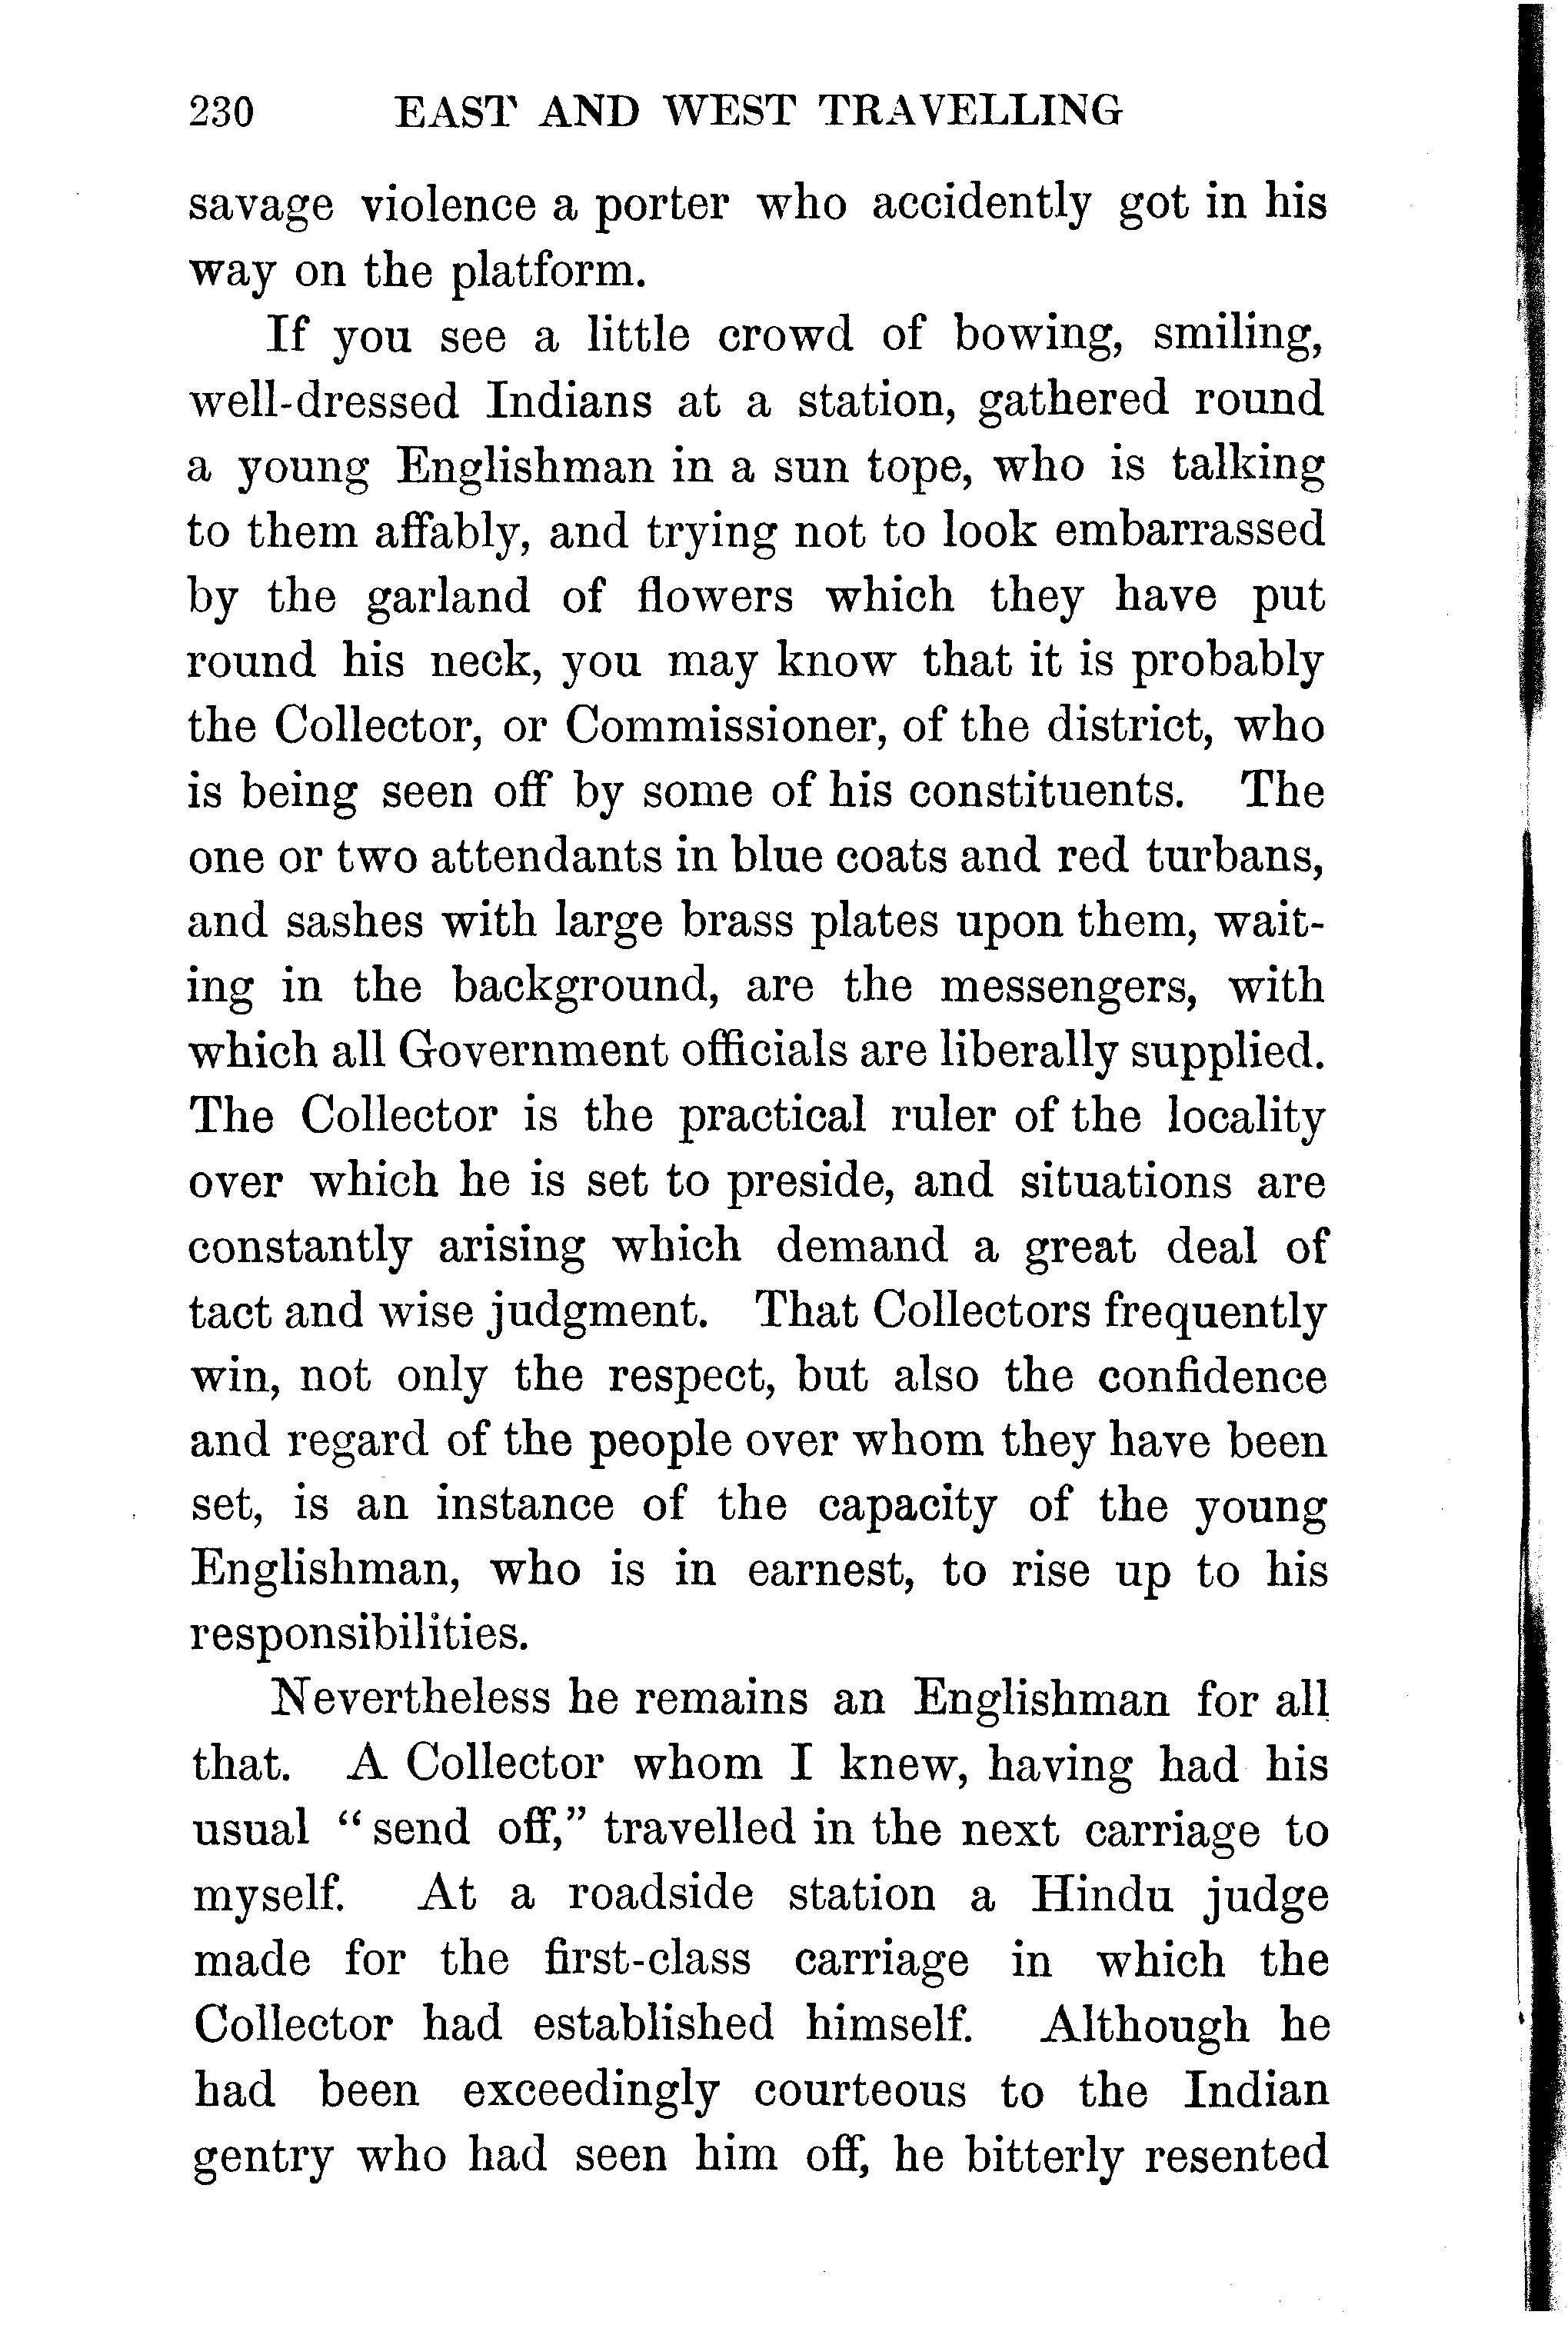 230 EAST AND WEST TRAVELLING
savage violence a porter who accidently got in his
way on the platform.
If you see a little crowd of bowing, smiling,
well-dressed Indians at a station, gathered round
a young Englishman in a sun tope, who is talking
to them affably, and trying not to look embarrassed
by the garland of flowers which they have put
round his neck, you may know that it is probably
the Collector, or Commissioner, of the district, who
is being seen off by some of his constituents. The
one or two attendants in blue coats and red turbans,
and sashes with large brass plates upon them, wait-
ing in the background, are the messengers, with
which all Government officials are liberally supplied.
The Collector is the practical ruler of the locality
over which he is set to preside, and situations are
constantly arising which demand a great deal of
tact and wise judgment. That Collectors frequently
win, not only the respect, but also the confidence
and regard of the people over whom they have been
set, is an instance of the capacity of the young
Englishman, who is in earnest, to rise up to his
responsibilities.
Nevertheless he remains an Englishman for all
that. A Collector whom I knew, having had his
usual “send off,” travelled in the next carriage to
myself. At a roadside station a Hindu judge
made for the first-class carriage in which the
Collector had established himself. Although he
had been exceedingly courteous to the Indian
gentry who had seen him off, he bitterly resented